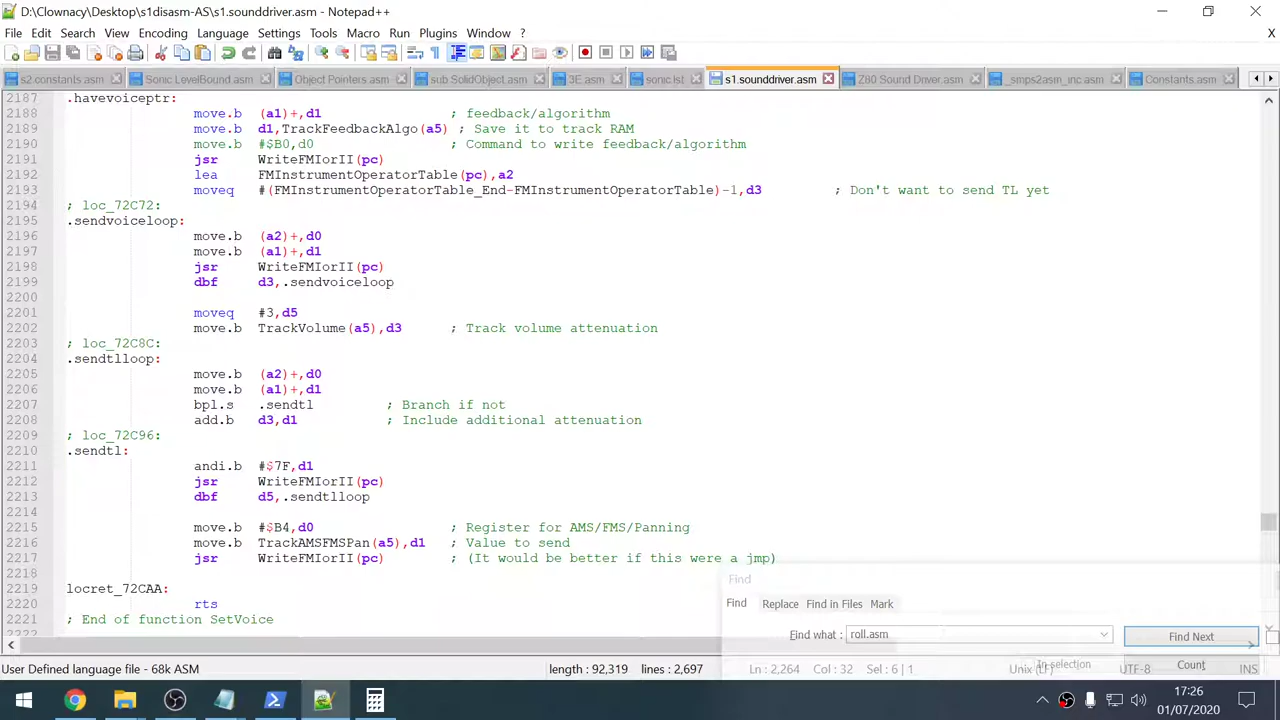 D:\Clownacy\Desktop\s1disasm-AS\s1.sounddriver.asm - Notepad++
File Edit Search View Encoding Language Settings Tools Macro Run Plugins Window ? X
s2.constants.asm Sonic LevelBound.asm Object Pointers.asm sub SolidObject.asm 3E.asm sonic.lst s1.sounddriver.asm Z80 Sound Driver.asm _smps2asm_inc.asm Constants.asm
2187 .havevoiceptr:
2188 move.b (a1)+,d1 ; feedback/algorithm
2189 move.b d1,TrackFeedbackAlgo(a5) ; Save it to track RAM
2190 move.b #$B0,d0 ; Command to write feedback/algorithm
2191 jsr WriteFMIorII(pc)
2192 lea FMInstrumentOperatorTable(pc),a2
2193 moveq #(FMInstrumentOperatorTable_End-FMInstrumentOperatorTable)-1,d3 ; Don't want to send TL yet
2194 ; loc_72C72:
2195 .sendvoiceloop:
2196 move.b (a2)+,d0
2197 move.b (a1)+,d1
2198 jsr WriteFMIorII(pc)
2199 dbf d3,.sendvoiceloop
2200
2201 moveq #3,d5
2202 move.b TrackVolume(a5),d3 ; Track volume attenuation
2203 ; loc_72C8C:
2204 .sendtlloop:
2205 move.b (a2)+,d0
2206 move.b (a1)+,d1
2207 bpl.s .sendtl ; Branch if not
2208 add.b d3,d1 ; Include additional attenuation
2209 ; loc_72C96:
2210 .sendtl:
2211 andi.b #$7F,d1
2212 jsr WriteFMIorII(pc)
2213 dbf d5,.sendtlloop
2214
2215 move.b #$B4,d0 ; Register for AMS/FMS/Panning
2216 move.b TrackAMSFMSPan(a5),d1 ; Value to send
2217 jsr WriteFMIorII(pc) ; (It would be better if this were a jmp)
2218
2219 locret_72CAA:
2220 rts
2221 ; End of function SetVoice
2222
Find
Find Replace Find in Files Mark
Find what : roll.asm Find Next
In selection Count
User Defined language file - 68k ASM length : 92,319 lines : 2,697 Ln : 2,264 Col : 32 Sel : 6 | 1 Unix (LF) UTF-8 INS
17:26
01/07/2020